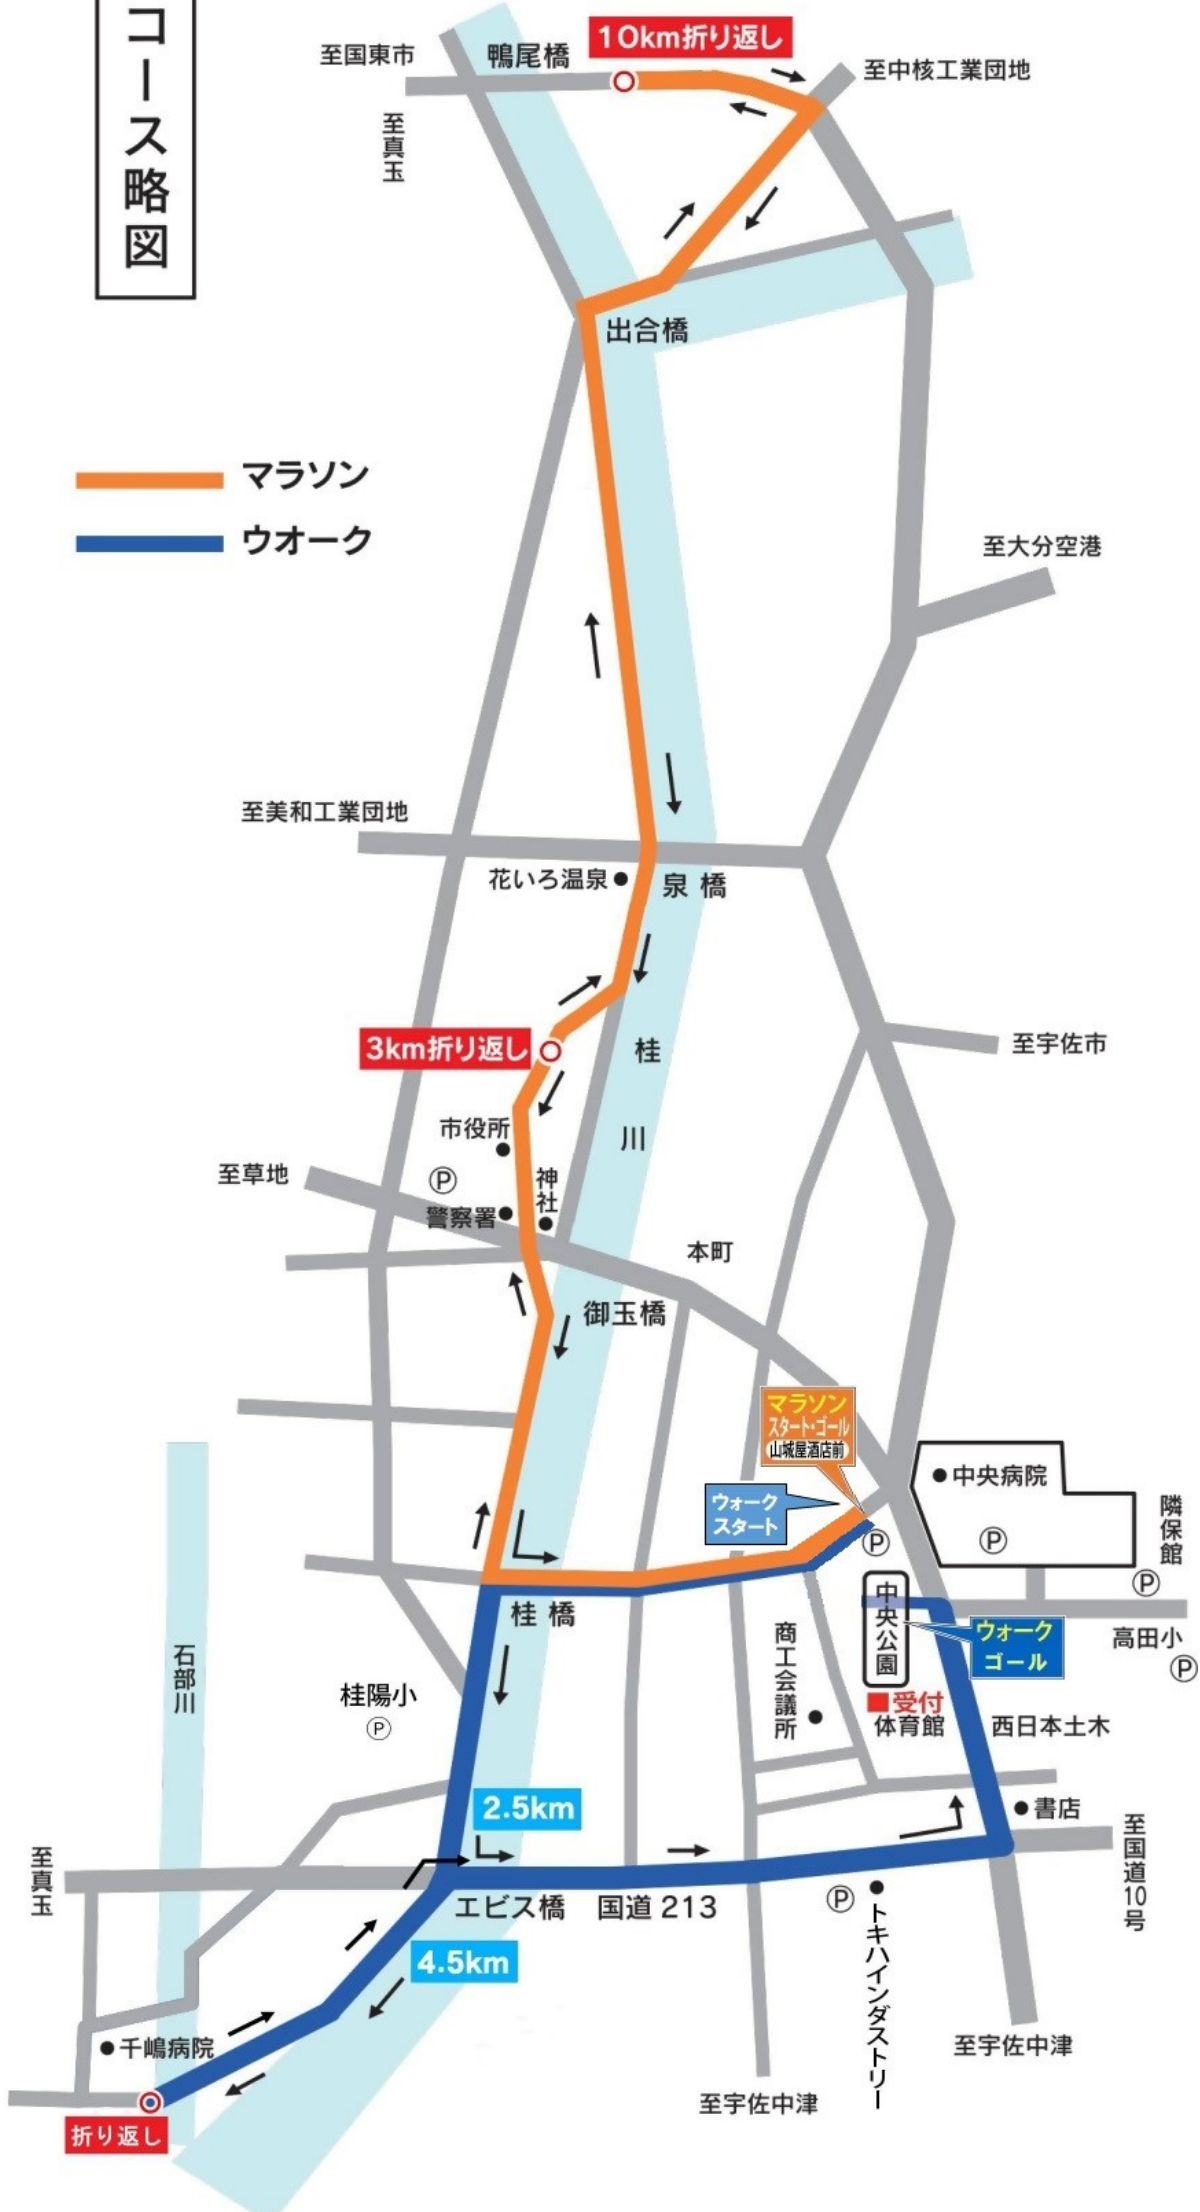 コース略図
10km折り返し
至国東市
鴨尾橋
至中核工業団地
至真玉
出合橋
マラソン
ウオーク
至大分空港
至美和工業団地
花いろ温泉
泉橋
3km折り返し
桂川
至宇佐市
市役所
至草地
Ⓟ
神社
警察署
本町
御玉橋
マラソン
スタート・ゴール
山城屋酒店前
ウォーク
スタート
中央病院
Ⓟ
Ⓟ
隣保館
Ⓟ
桂橋
中央公園
高田小
Ⓟ
ウォーク
ゴール
石部川
商工会議所
桂陽小
Ⓟ
受付
体育館
西日本土木
2.5km
書店
至国道10号
至真玉
エビス橋
国道213
Ⓟ
トキハインダストリー
4.5km
千嶋病院
至宇佐中津
至宇佐中津
折り返し